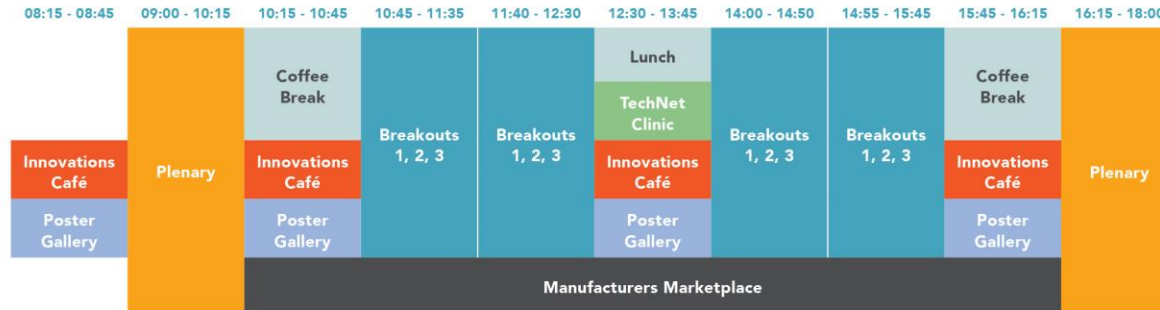 08:15 - 08:45
09:00 - 10:15
10:15 - 10:45
10:45 - 11:35
11:40 - 12:30
12:30 - 13:45
14:00 - 14:50
14:55 - 15:45
15:45 - 16:15
16:15 - 18:00
Innovations
Café
Poster
Gallery
Plenary
Coffee
Break
Innovations
Café
Poster
Gallery
Breakouts
1, 2, 3
Breakouts
1, 2, 3
Lunch
TechNet
Clinic
Innovations
Café
Poster
Gallery
Breakouts
1, 2, 3
Breakouts
1, 2, 3
Coffee
Break
Innovations
Café
Poster
Gallery
Plenary
Manufacturers Marketplace